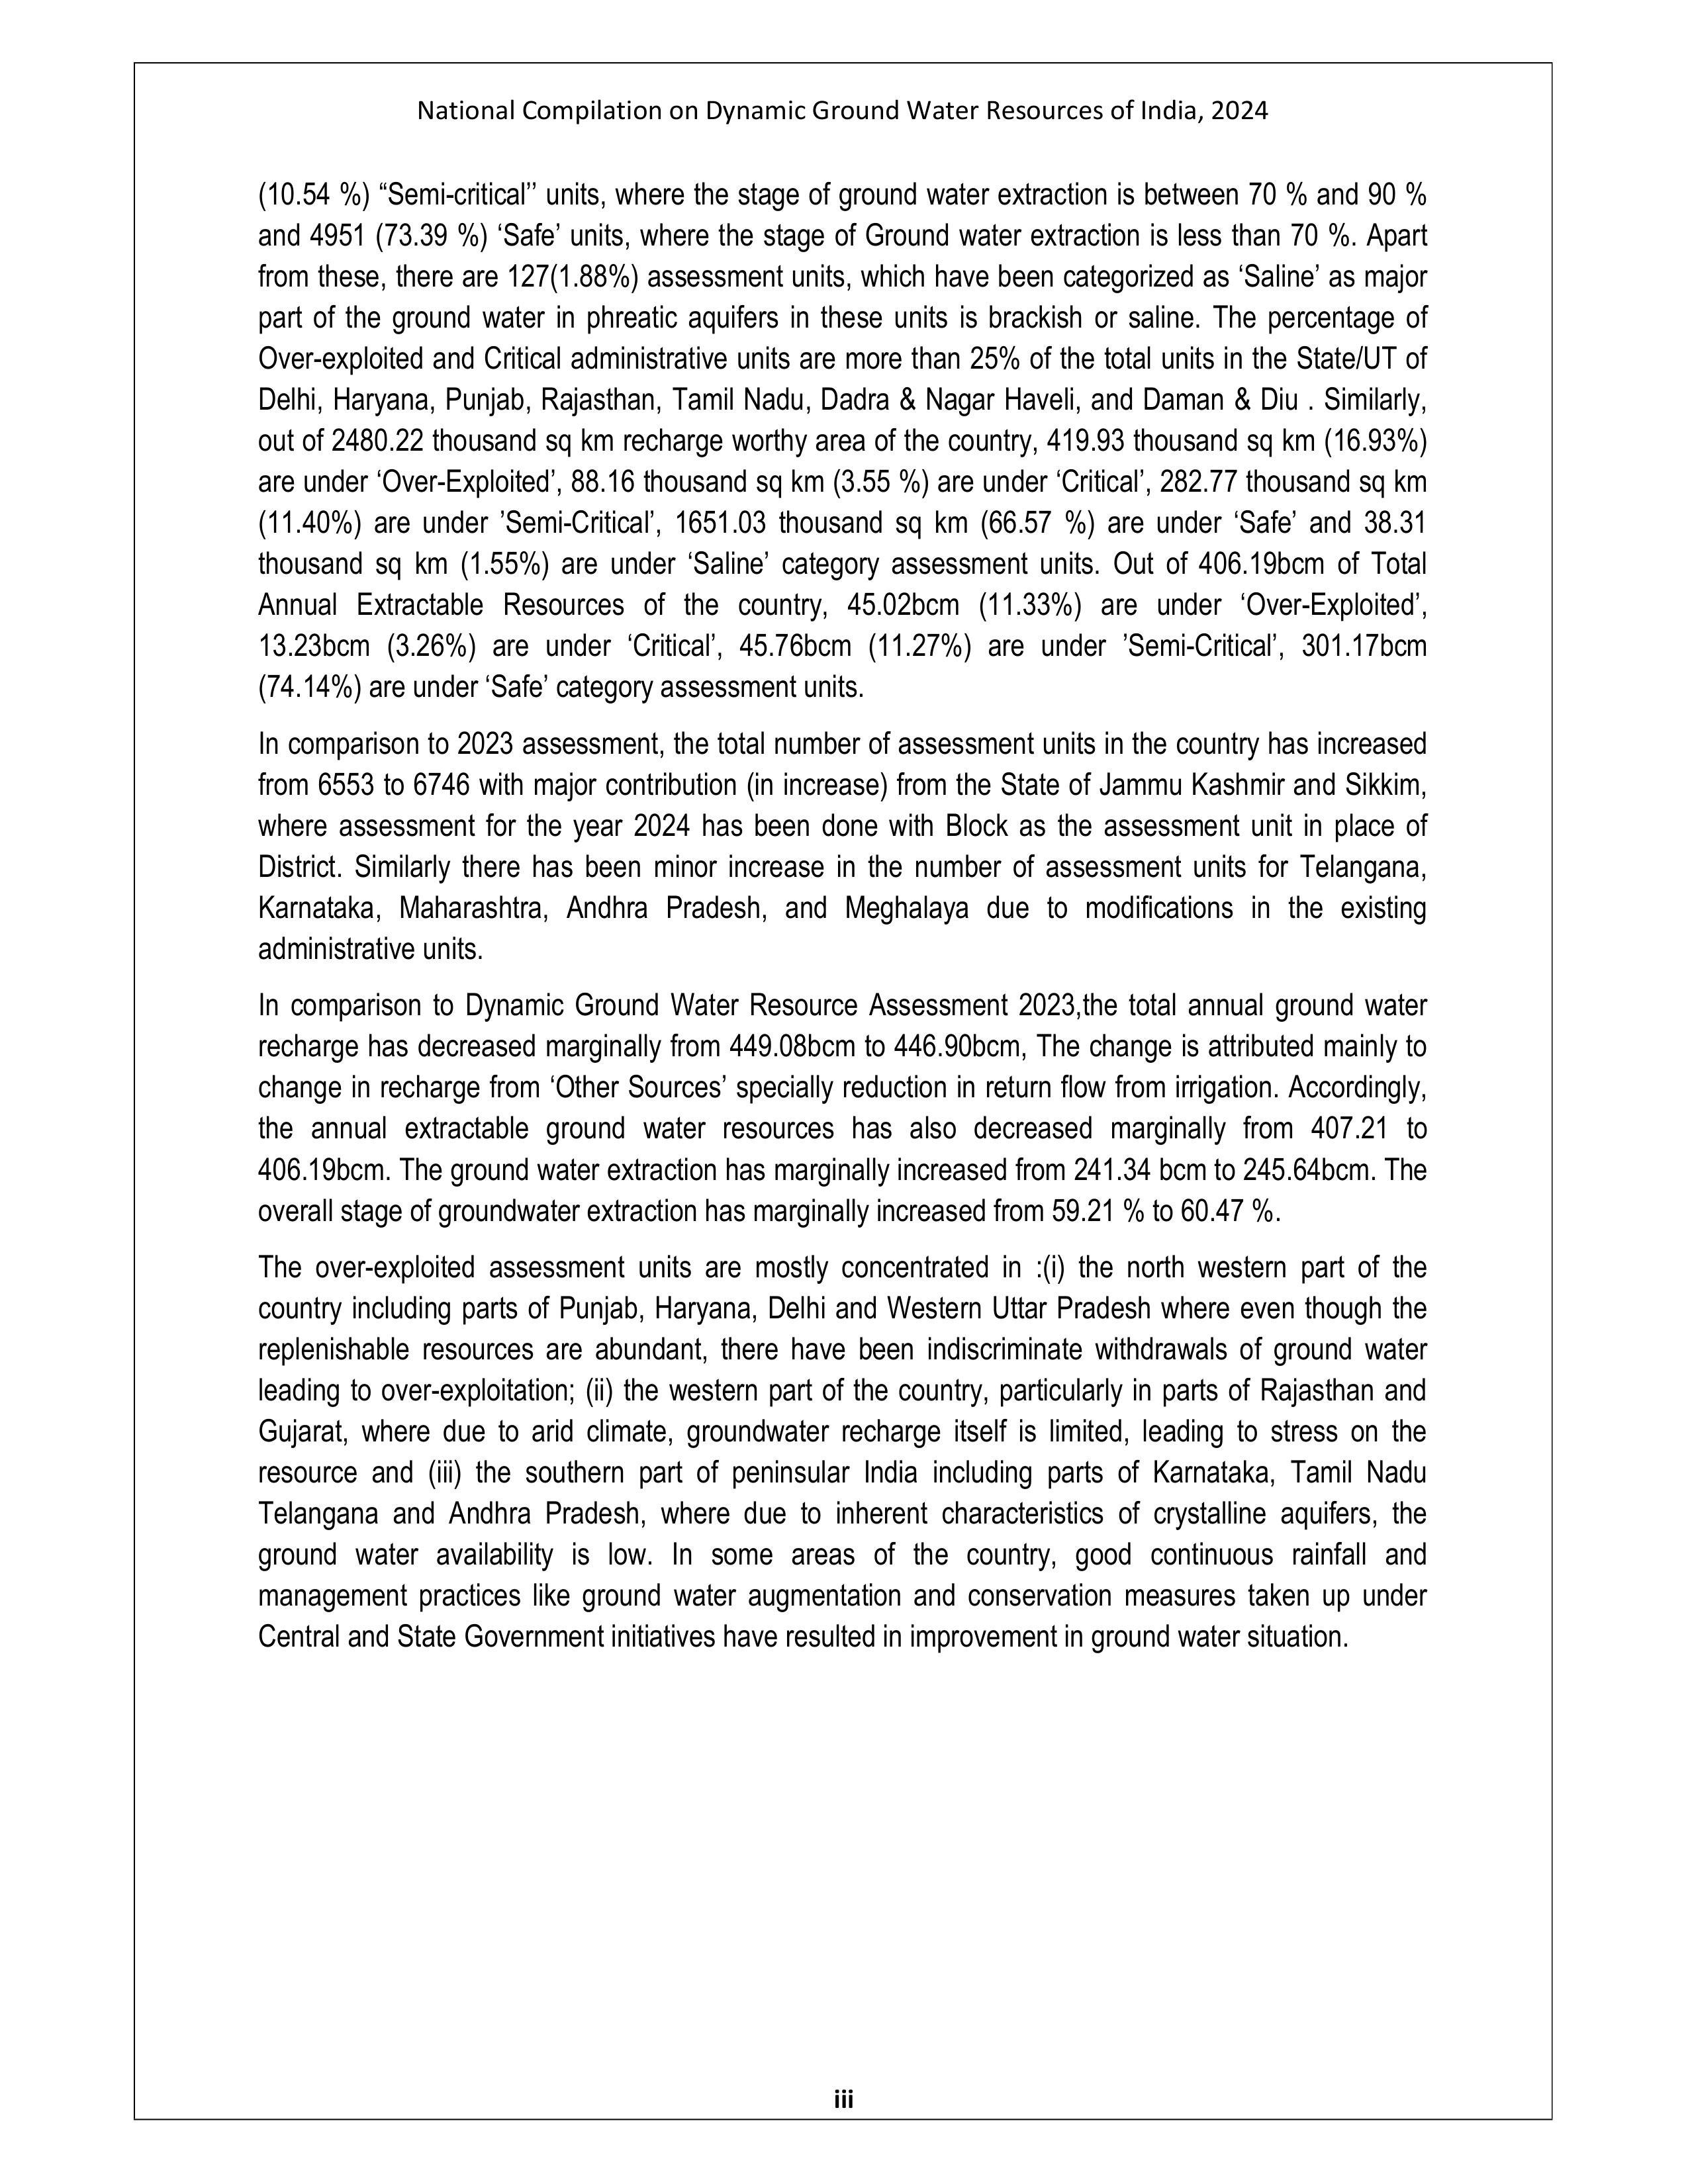 National Compilation on Dynamic Ground Water Resources of India, 2024
(10.54 %) “Semi-critical’’ units, where the stage of ground water extraction is between 70 % and 90 %
and 4951 (73.39 %) ‘Safe’ units, where the stage of Ground water extraction is less than 70 %. Apart
from these, there are 127(1.88%) assessment units, which have been categorized as ‘Saline’ as major
part of the ground water in phreatic aquifers in these units is brackish or saline. The percentage of
Over-exploited and Critical administrative units are more than 25% of the total units in the State/UT of
Delhi, Haryana, Punjab, Rajasthan, Tamil Nadu, Dadra & Nagar Haveli, and Daman & Diu . Similarly,
out of 2480.22 thousand sq km recharge worthy area of the country, 419.93 thousand sq km (16.93%)
are under ‘Over-Exploited’, 88.16 thousand sq km (3.55 %) are under ‘Critical’, 282.77 thousand sq km
(11.40%) are under ’Semi-Critical’, 1651.03 thousand sq km (66.57 %) are under ‘Safe’ and 38.31
thousand sq km (1.55%) are under ‘Saline’ category assessment units. Out of 406.19bcm of Total
Annual Extractable Resources of the country, 45.02bcm (11.33%) are under ‘Over-Exploited’,
13.23bcm (3.26%) are under ‘Critical’, 45.76bcm (11.27%) are under ’Semi-Critical’, 301.17bcm
(74.14%) are under ‘Safe’ category assessment units.
In comparison to 2023 assessment, the total number of assessment units in the country has increased
from 6553 to 6746 with major contribution (in increase) from the State of Jammu Kashmir and Sikkim,
where assessment for the year 2024 has been done with Block as the assessment unit in place of
District. Similarly there has been minor increase in the number of assessment units for Telangana,
Karnataka, Maharashtra, Andhra Pradesh, and Meghalaya due to modifications in the existing
administrative units.
In comparison to Dynamic Ground Water Resource Assessment 2023,the total annual ground water
recharge has decreased marginally from 449.08bcm to 446.90bcm, The change is attributed mainly to
change in recharge from ‘Other Sources’ specially reduction in return flow from irrigation. Accordingly,
the annual extractable ground water resources has also decreased marginally from 407.21 to
406.19bcm. The ground water extraction has marginally increased from 241.34 bcm to 245.64bcm. The
overall stage of groundwater extraction has marginally increased from 59.21 % to 60.47 %.
The over-exploited assessment units are mostly concentrated in :(i) the north western part of the
country including parts of Punjab, Haryana, Delhi and Western Uttar Pradesh where even though the
replenishable resources are abundant, there have been indiscriminate withdrawals of ground water
leading to over-exploitation; (ii) the western part of the country, particularly in parts of Rajasthan and
Gujarat, where due to arid climate, groundwater recharge itself is limited, leading to stress on the
resource and (iii) the southern part of peninsular India including parts of Karnataka, Tamil Nadu
Telangana and Andhra Pradesh, where due to inherent characteristics of crystalline aquifers, the
ground water availability is low. In some areas of the country, good continuous rainfall and
management practices like ground water augmentation and conservation measures taken up under
Central and State Government initiatives have resulted in improvement in ground water situation.
iii